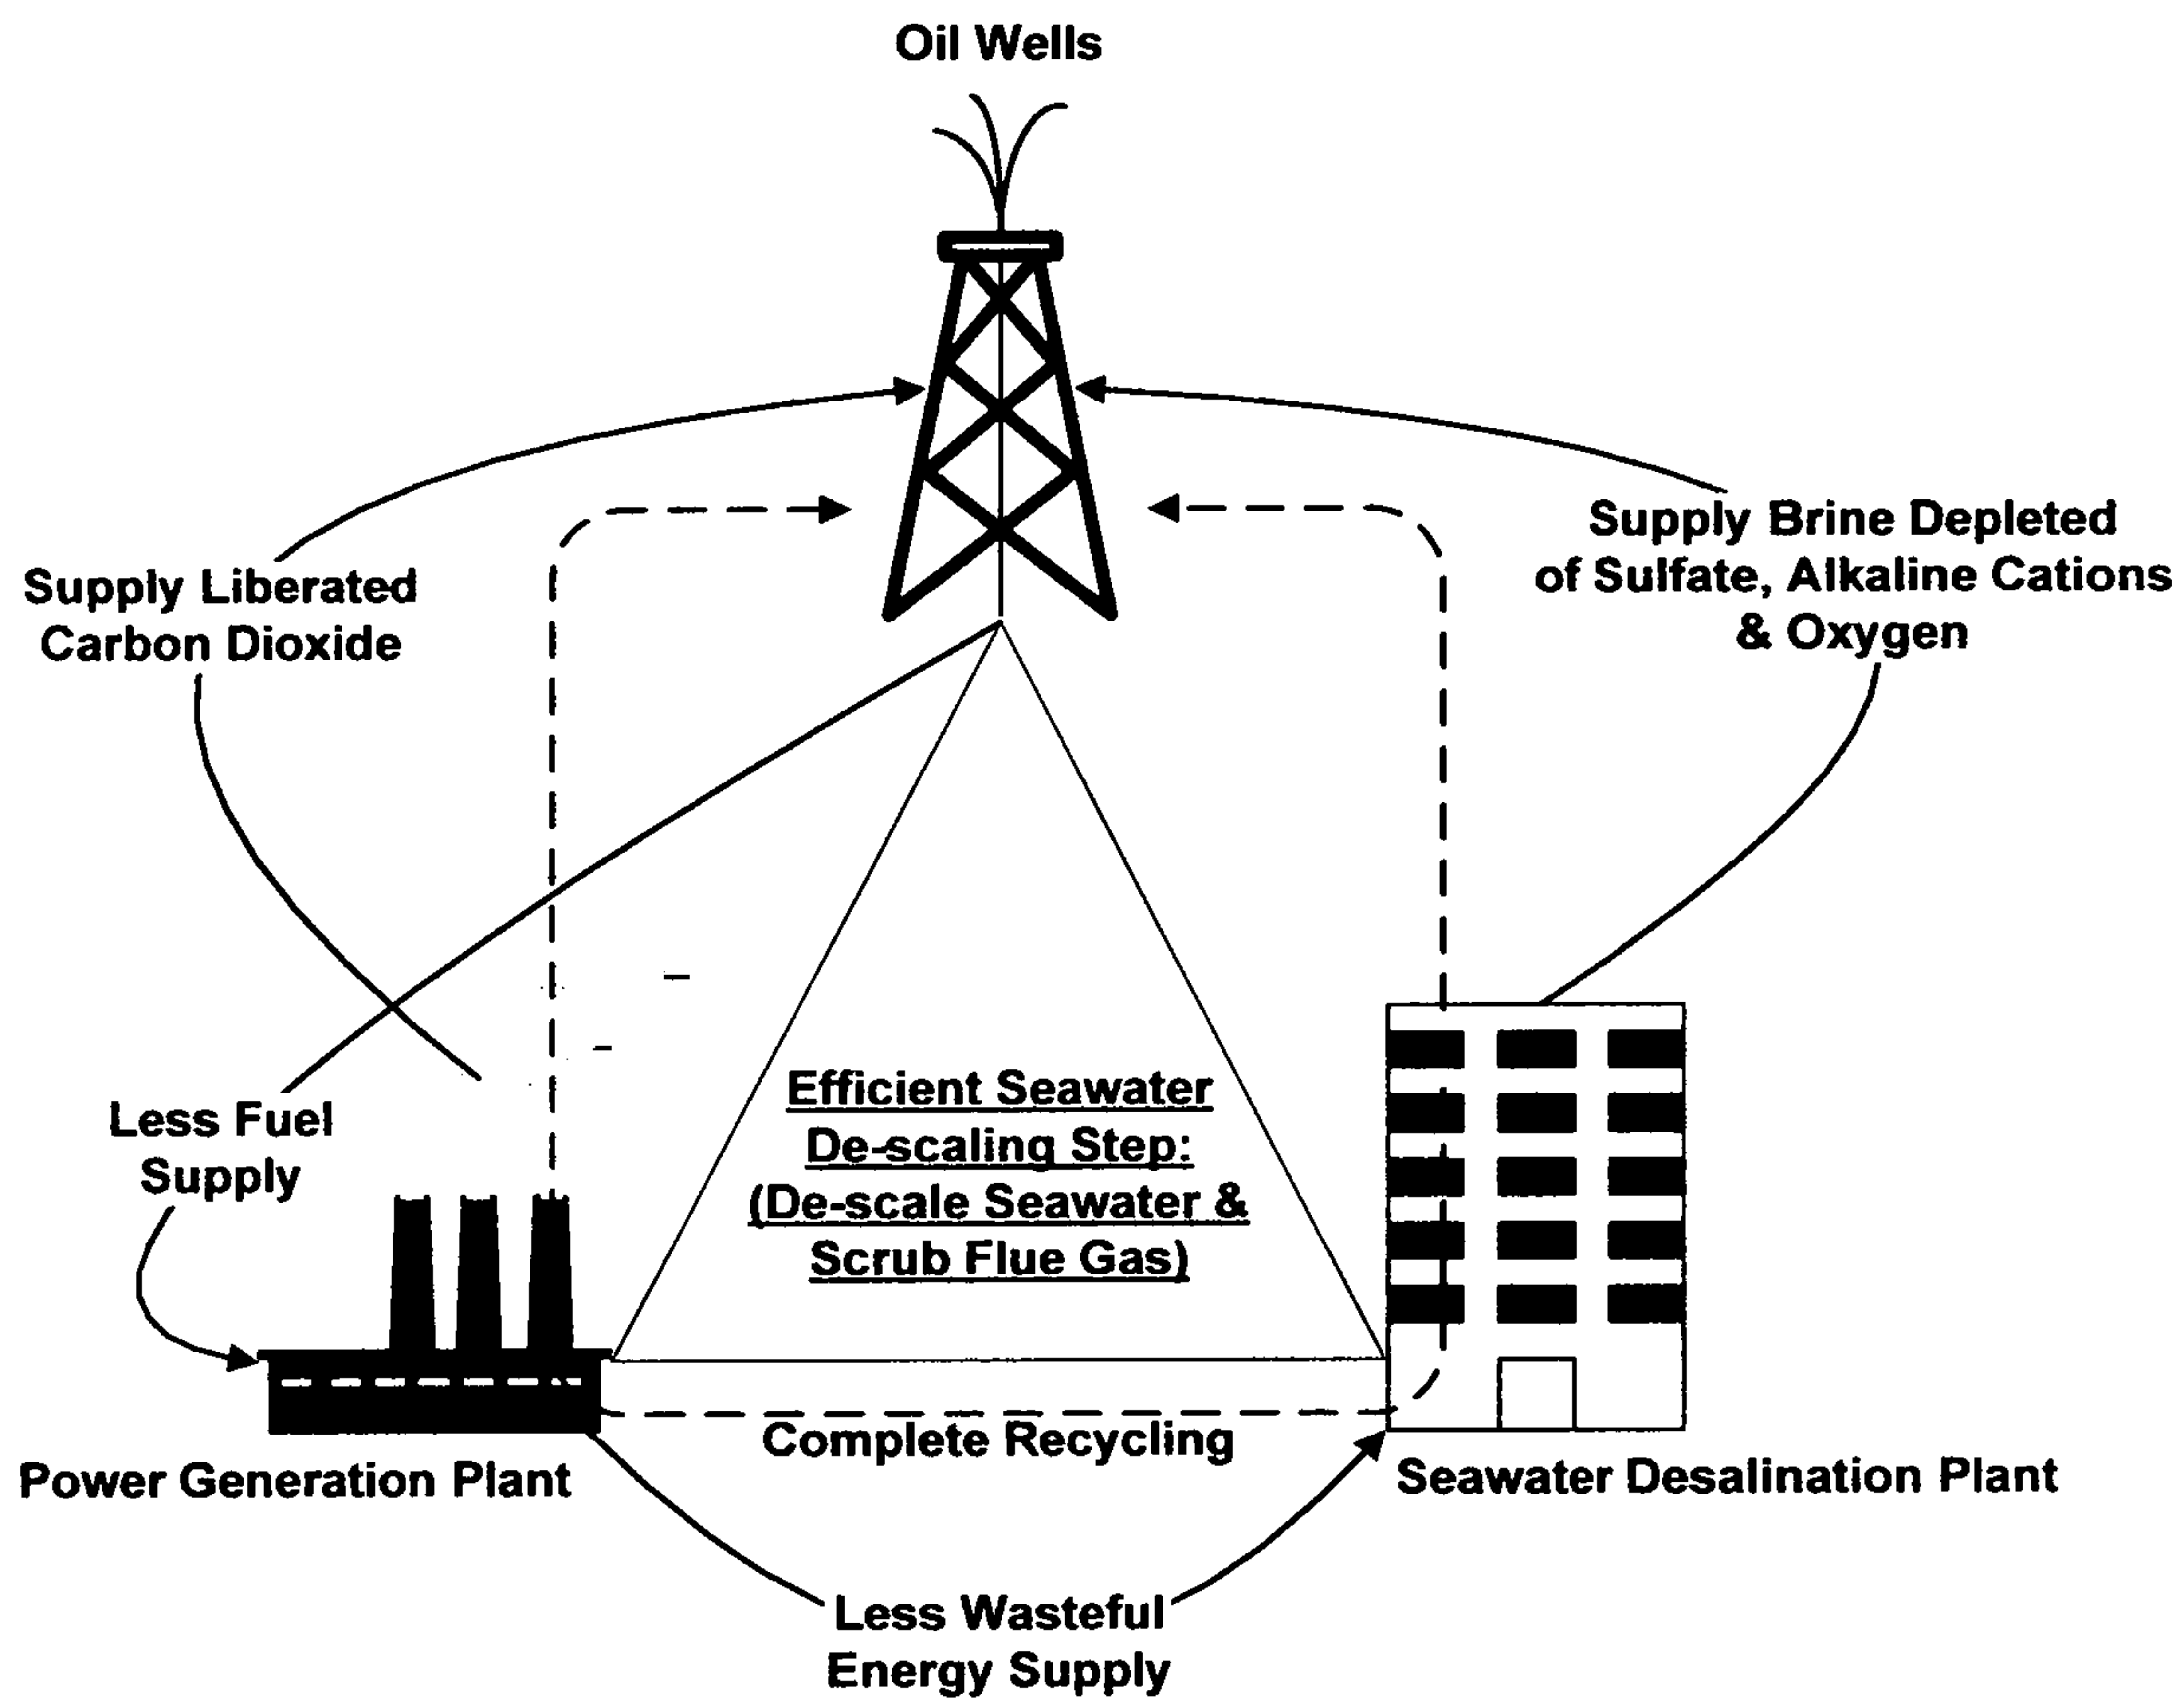 Oil Wells
Supply Brine Depleted
of Sulfate, Alkaline Cations
& Oxygen
Supply Liberated
Carbon Dioxide
Less Fuel
Supply
Efficient Seawater
De-scaling Step:
(De-scale Seawater &
Scrub Flue Gas)
Complete Recycling
Power Generation Plant
Seawater Desalination Plant
Less Wasteful
Energy Supply